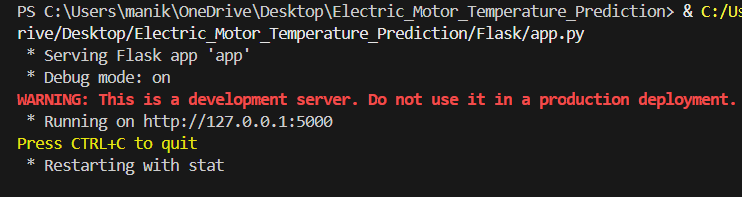 PS C:\Users\manik\OneDrive\Desktop\Electric_Motor_Temperature_Prediction> & C:/Us
rive/Desktop/Electric_Motor_Temperature_Prediction/Flask/app.py
 * Serving Flask app 'app'
 * Debug mode: on
WARNING: This is a development server. Do not use it in a production deployment.
 * Running on http://127.0.0.1:5000
Press CTRL+C to quit
 * Restarting with stat